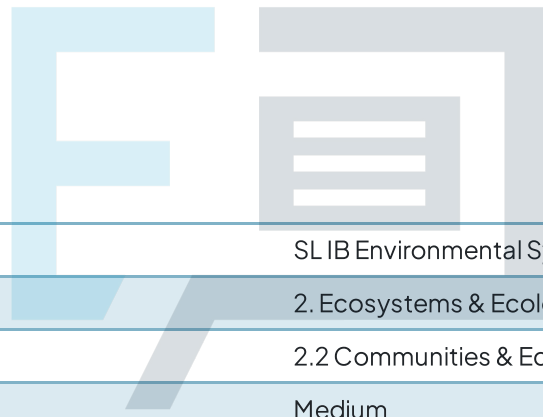 SL IB Environmental S
2. Ecosystems & Ecol
2.2 Communities & Ec
Medium